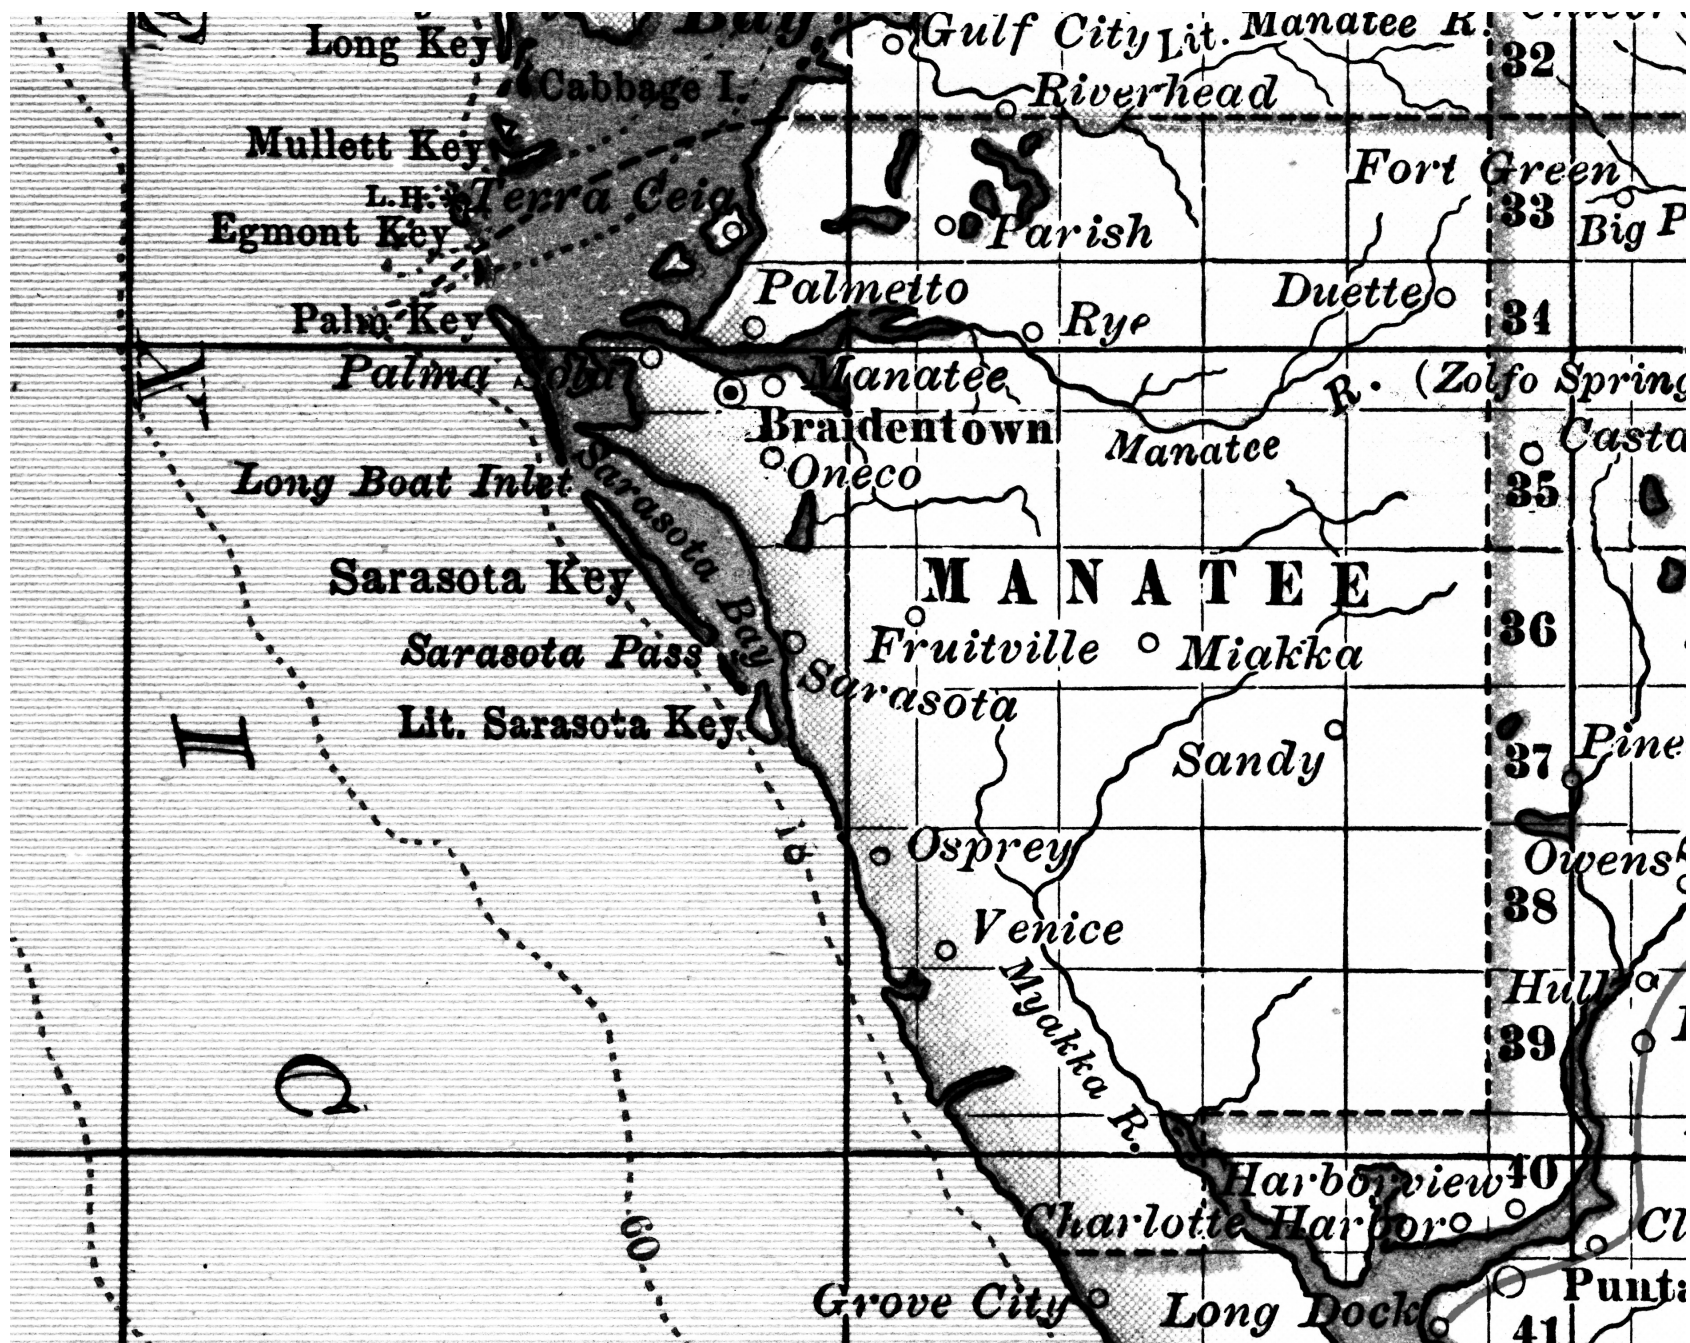 Bay
Gulf City
Lit. Manatee R.
Long Key
32
Cabbage I.
Riverhead
Mullett Key
Fort Green
L.H.
Terra Ceia
33
Egmont Key
Parish
Big P
Palmetto
Duette
Palm Key
Rye
34
Palma Sola
Manatee
R.
(Zolfo Spring
Braidentown
Manatee
Casta
Long Boat Inlet
Oneco
35
Sarasota Bay
Sarasota Key
MANATEE
36
Sarasota Pass
Fruitville
Miakka
Sarasota
Lit. Sarasota Key
Sandy
37
Pine
I
18
Osprey
Owens
38
Venice
Myakka R.
Hull
39
Q
Harborview
40
Charlotte Harbor
60
Cl
Grove City
Long Dock
Punta
41